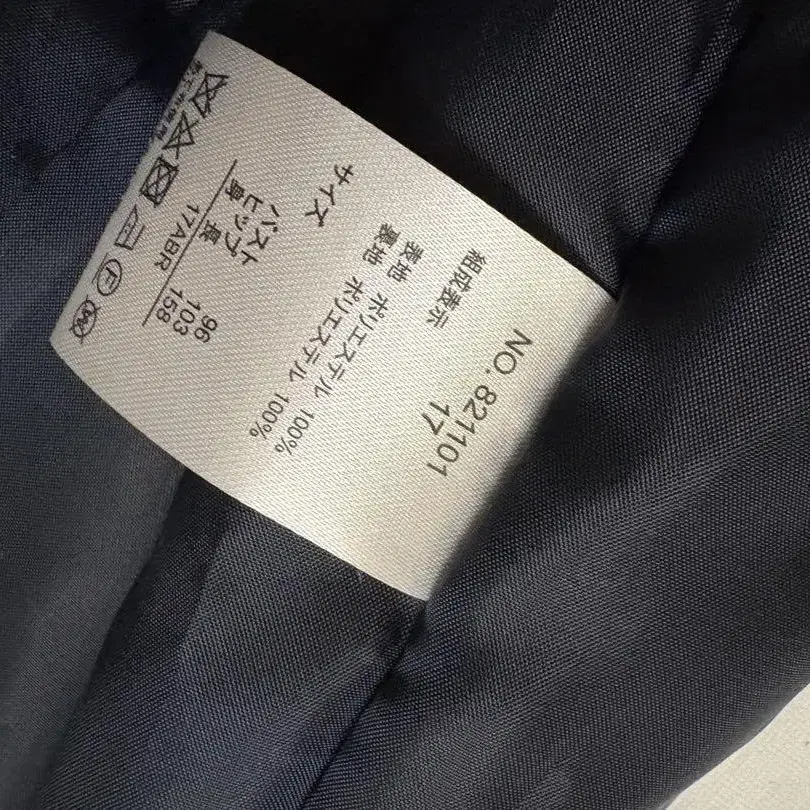 NO. 821101
17
組成表示
表地 ポリエステル 100%
裏地 ポリエステル 100%
サイズ
バスト 96
ヒップ 103
身長 158
17ABR